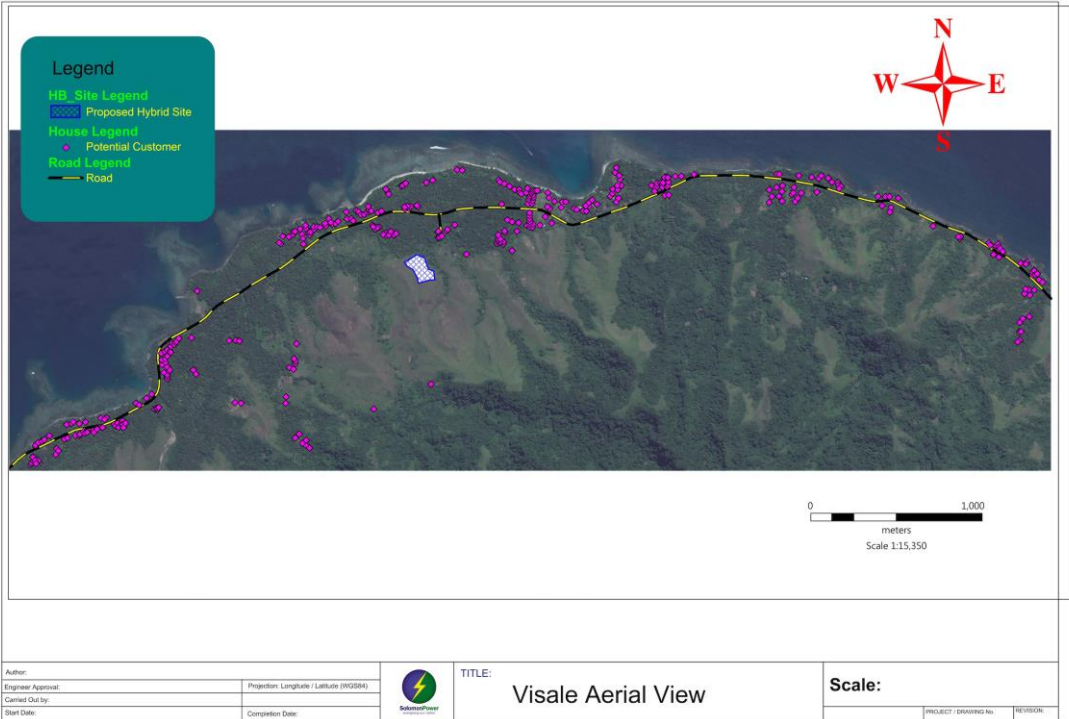 N
W E
S
Legend
HB_Site Legend
Proposed Hybrid Site
House Legend
Potential Customer
Road Legend
Road
0 1,000
meters
Scale 1:15,350
Author:
Engineer Approval:
Projection: Longitude / Latitude (WGS84)
Carried Out by:
Start Date:
Completion Date:
SolomonPower
TITLE:
Visale Aerial View
Scale:
PROJECT / DRAWING No.
REVISION: